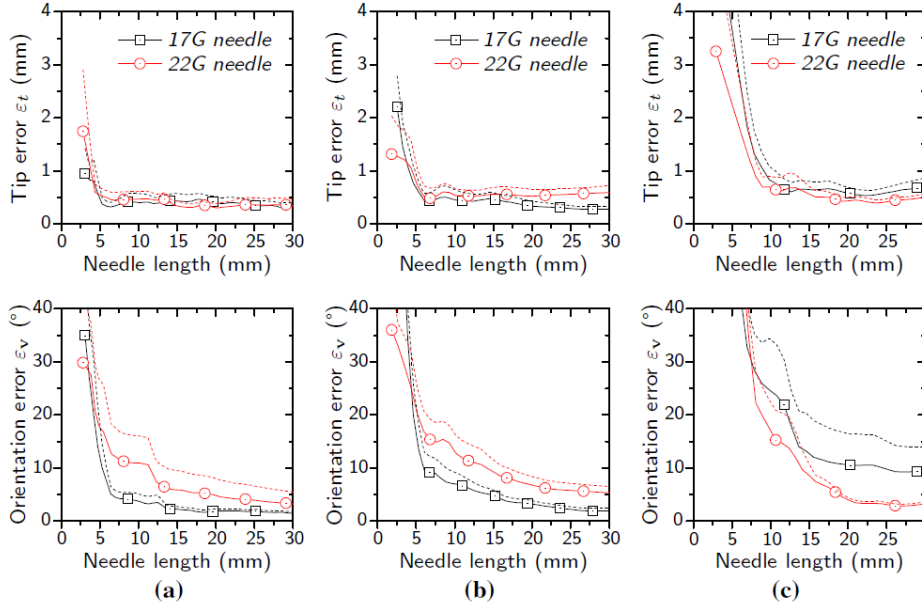 4
3
2
1
0
Tip error εt (mm)
17G needle
22G needle
0 5 10 15 20 25 30
Needle length (mm)
4
3
2
1
0
Tip error εt (mm)
17G needle
22G needle
0 5 10 15 20 25 30
Needle length (mm)
4
3
2
1
0
Tip error εt (mm)
17G needle
22G needle
0 5 10 15 20 25
Needle length (mm)
40
30
20
10
0
Orientation error εv (°)
0 5 10 15 20 25 30
Needle length (mm)
(a)
40
30
20
10
0
Orientation error εv (°)
0 5 10 15 20 25 30
Needle length (mm)
(b)
40
30
20
10
0
Orientation error εv (°)
0 5 10 15 20 25
Needle length (mm)
(c)